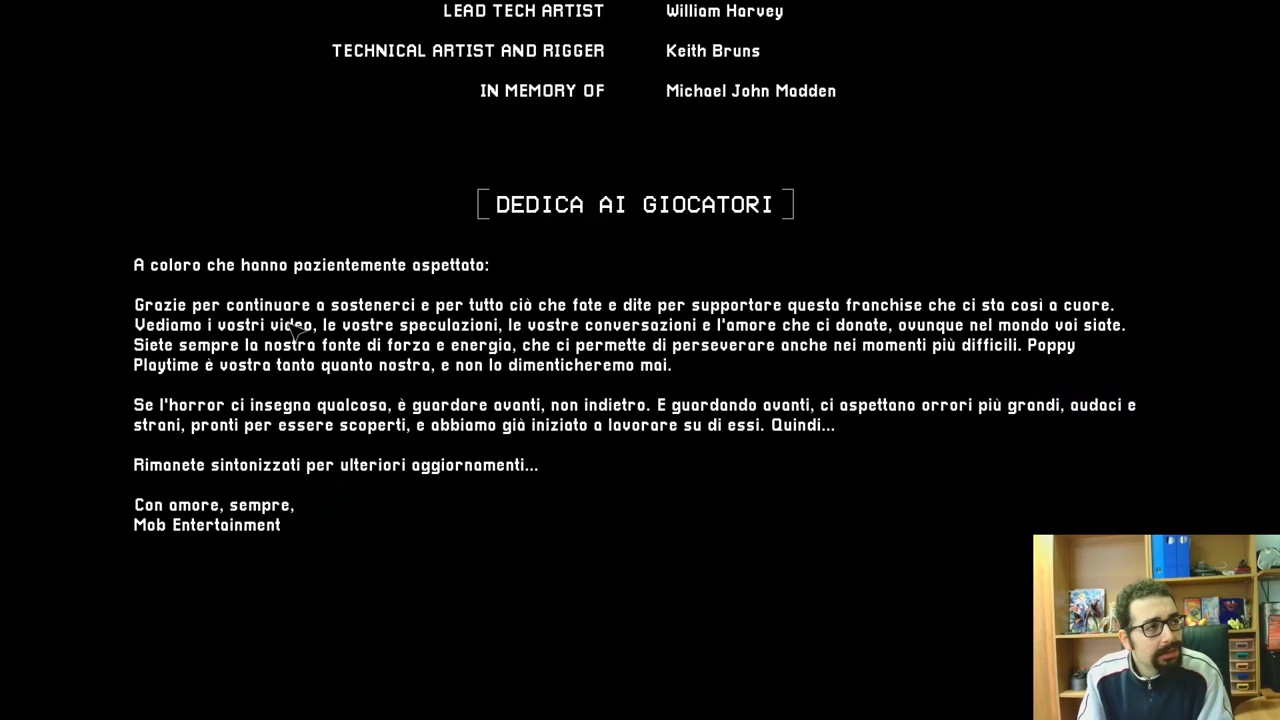 LEAD TECH ARTIST William Harvey
TECHNICAL ARTIST AND RIGGER Keith Bruns
IN MEMORY OF Michael John Madden
DEDICA AI GIOCATORI
A coloro che hanno pazientemente aspettato:
Grazie per continuare a sostenerci e per tutto ciò che fate e dite per supportare questa franchise che ci sta così a cuore.
Vediamo i vostri video, le vostre speculazioni, le vostre conversazioni e l'amore che ci donate, ovunque nel mondo voi siate.
Siete sempre la nostra fonte di forza e energia, che ci permette di perseverare anche nei momenti più difficili. Poppy
Playtime è vostra tanto quanto nostra, e non lo dimenticheremo mai.
Se l'horror ci insegna qualcosa, è guardare avanti, non indietro. E guardando avanti, ci aspettano orrori più grandi, audaci e
strani, pronti per essere scoperti, e abbiamo già iniziato a lavorare su di essi. Quindi...
Rimanete sintonizzati per ulteriori aggiornamenti...
Con amore, sempre,
Mob Entertainment